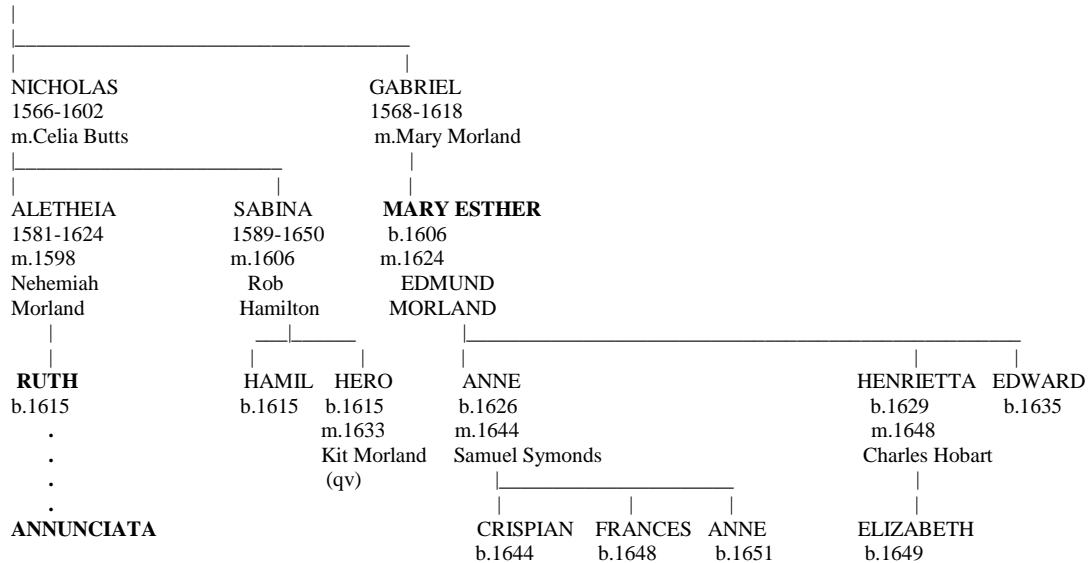 NICHOLAS GABRIEL
1566-1602 1568-1618
m.Celia Butts m.Mary Morland
ALETHEIA SABINA MARY ESTHER
1581-1624 1589-1650 b.1606
m.1598 m.1606 m.1624
Nehemiah Rob EDMUND
Morland Hamilton MORLAND
RUTH HAMIL HERO ANNE HENRIETTA EDWARD
b.1615 b.1615 b.1615 b.1626 b.1629 b.1635
m.1633 m.1644 m.1648
Kit Morland Samuel Symonds Charles Hobart
(qv)
ANNUNCIATA CRISPIAN FRANCES ANNE ELIZABETH
b.1644 b.1648 b.1651 b.1649